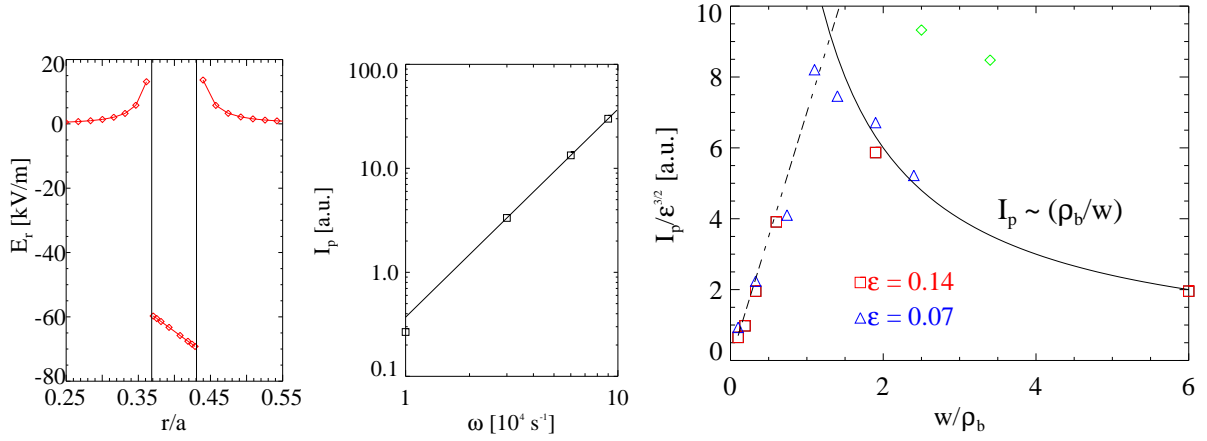 20
0
-20
-40
-60
-80
E_r [kV/m]
0.25 0.35 0.45 0.55
r/a
100.0
10.0
1.0
0.1
I_p [a.u.]
1 10
ω [10⁴ s⁻¹]
10
8
6
4
2
0
I_p/ε^{3/2} [a.u.]
I_p ~ (ρ_b/w)
ε = 0.14
ε = 0.07
0 2 4 6
w/ρ_b